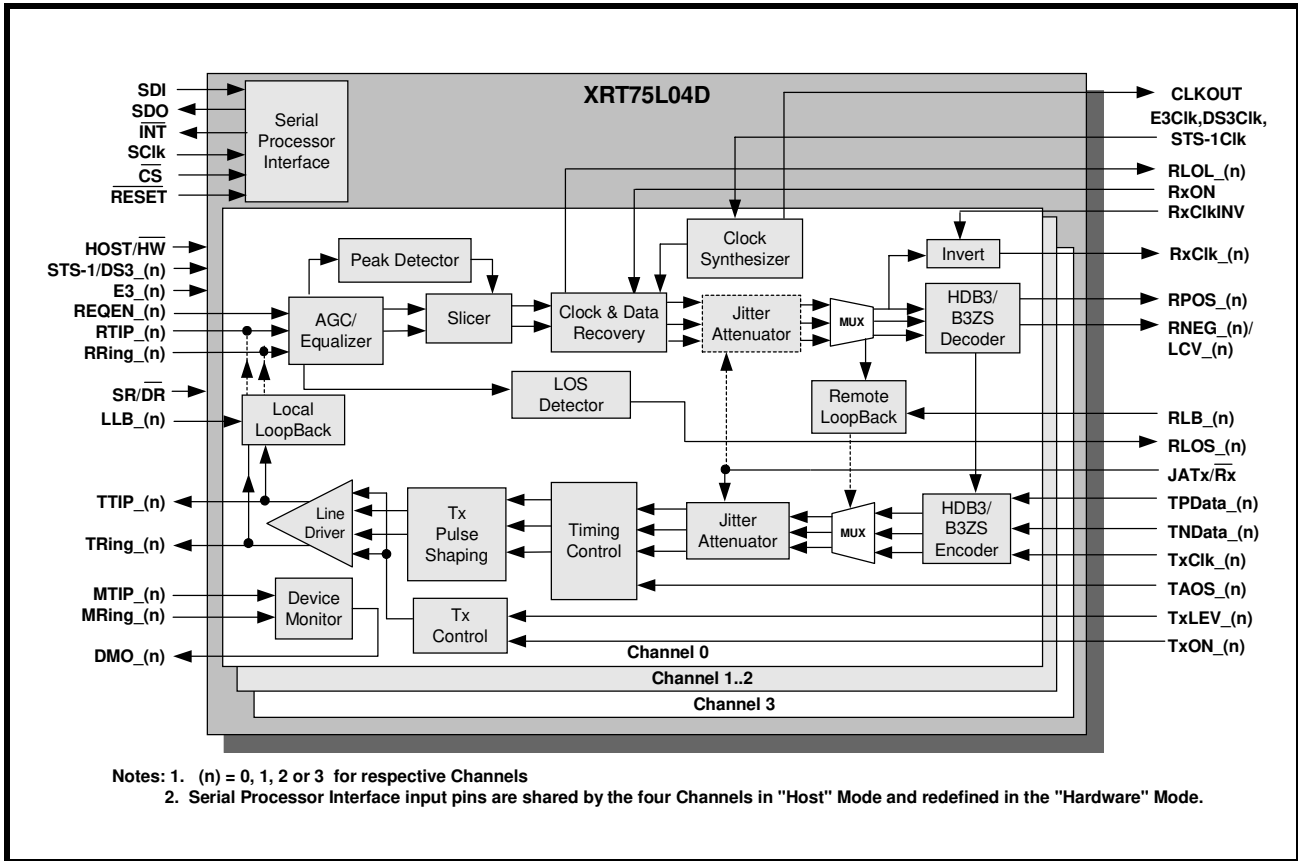 XRT75L04D
SDI
SDO
INT
SClk
CS
RESET
Serial
Processor
Interface
HOST/HW
STS-1/DS3_(n)
E3_(n)
REQEN_(n)
RTIP_(n)
RRing_(n)
SR/DR
LLB_(n)
TTIP_(n)
TRing_(n)
MTIP_(n)
MRing_(n)
DMO_(n)
Peak Detector
AGC/
Equalizer
Slicer
Clock & Data
Recovery
Clock
Synthesizer
Jitter
Attenuator
MUX
Invert
HDB3/
B3ZS
Decoder
LOS
Detector
Remote
LoopBack
Local
LoopBack
Line
Driver
Tx
Pulse
Shaping
Timing
Control
Jitter
Attenuator
MUX
HDB3/
B3ZS
Encoder
Device
Monitor
Tx
Control
CLKOUT
E3Clk,DS3Clk,
STS-1Clk
RLOL_(n)
RxON
RxClkINV
RxClk_(n)
RPOS_(n)
RNEG_(n)/
LCV_(n)
RLB_(n)
RLOS_(n)
JATx/Rx
TPData_(n)
TNData_(n)
TxClk_(n)
TAOS_(n)
TxLEV_(n)
TxON_(n)
Channel 0
Channel 1..2
Channel 3
Notes: 1. (n) = 0, 1, 2 or 3 for respective Channels
2. Serial Processor Interface input pins are shared by the four Channels in "Host" Mode and redefined in the "Hardware" Mode.